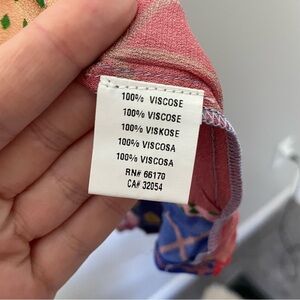 100% VISCOSE
100% VISCOSE
100% VISKOSE
100% VISCOSA
100% VISCOSA
RN# 66170
CA# 32054